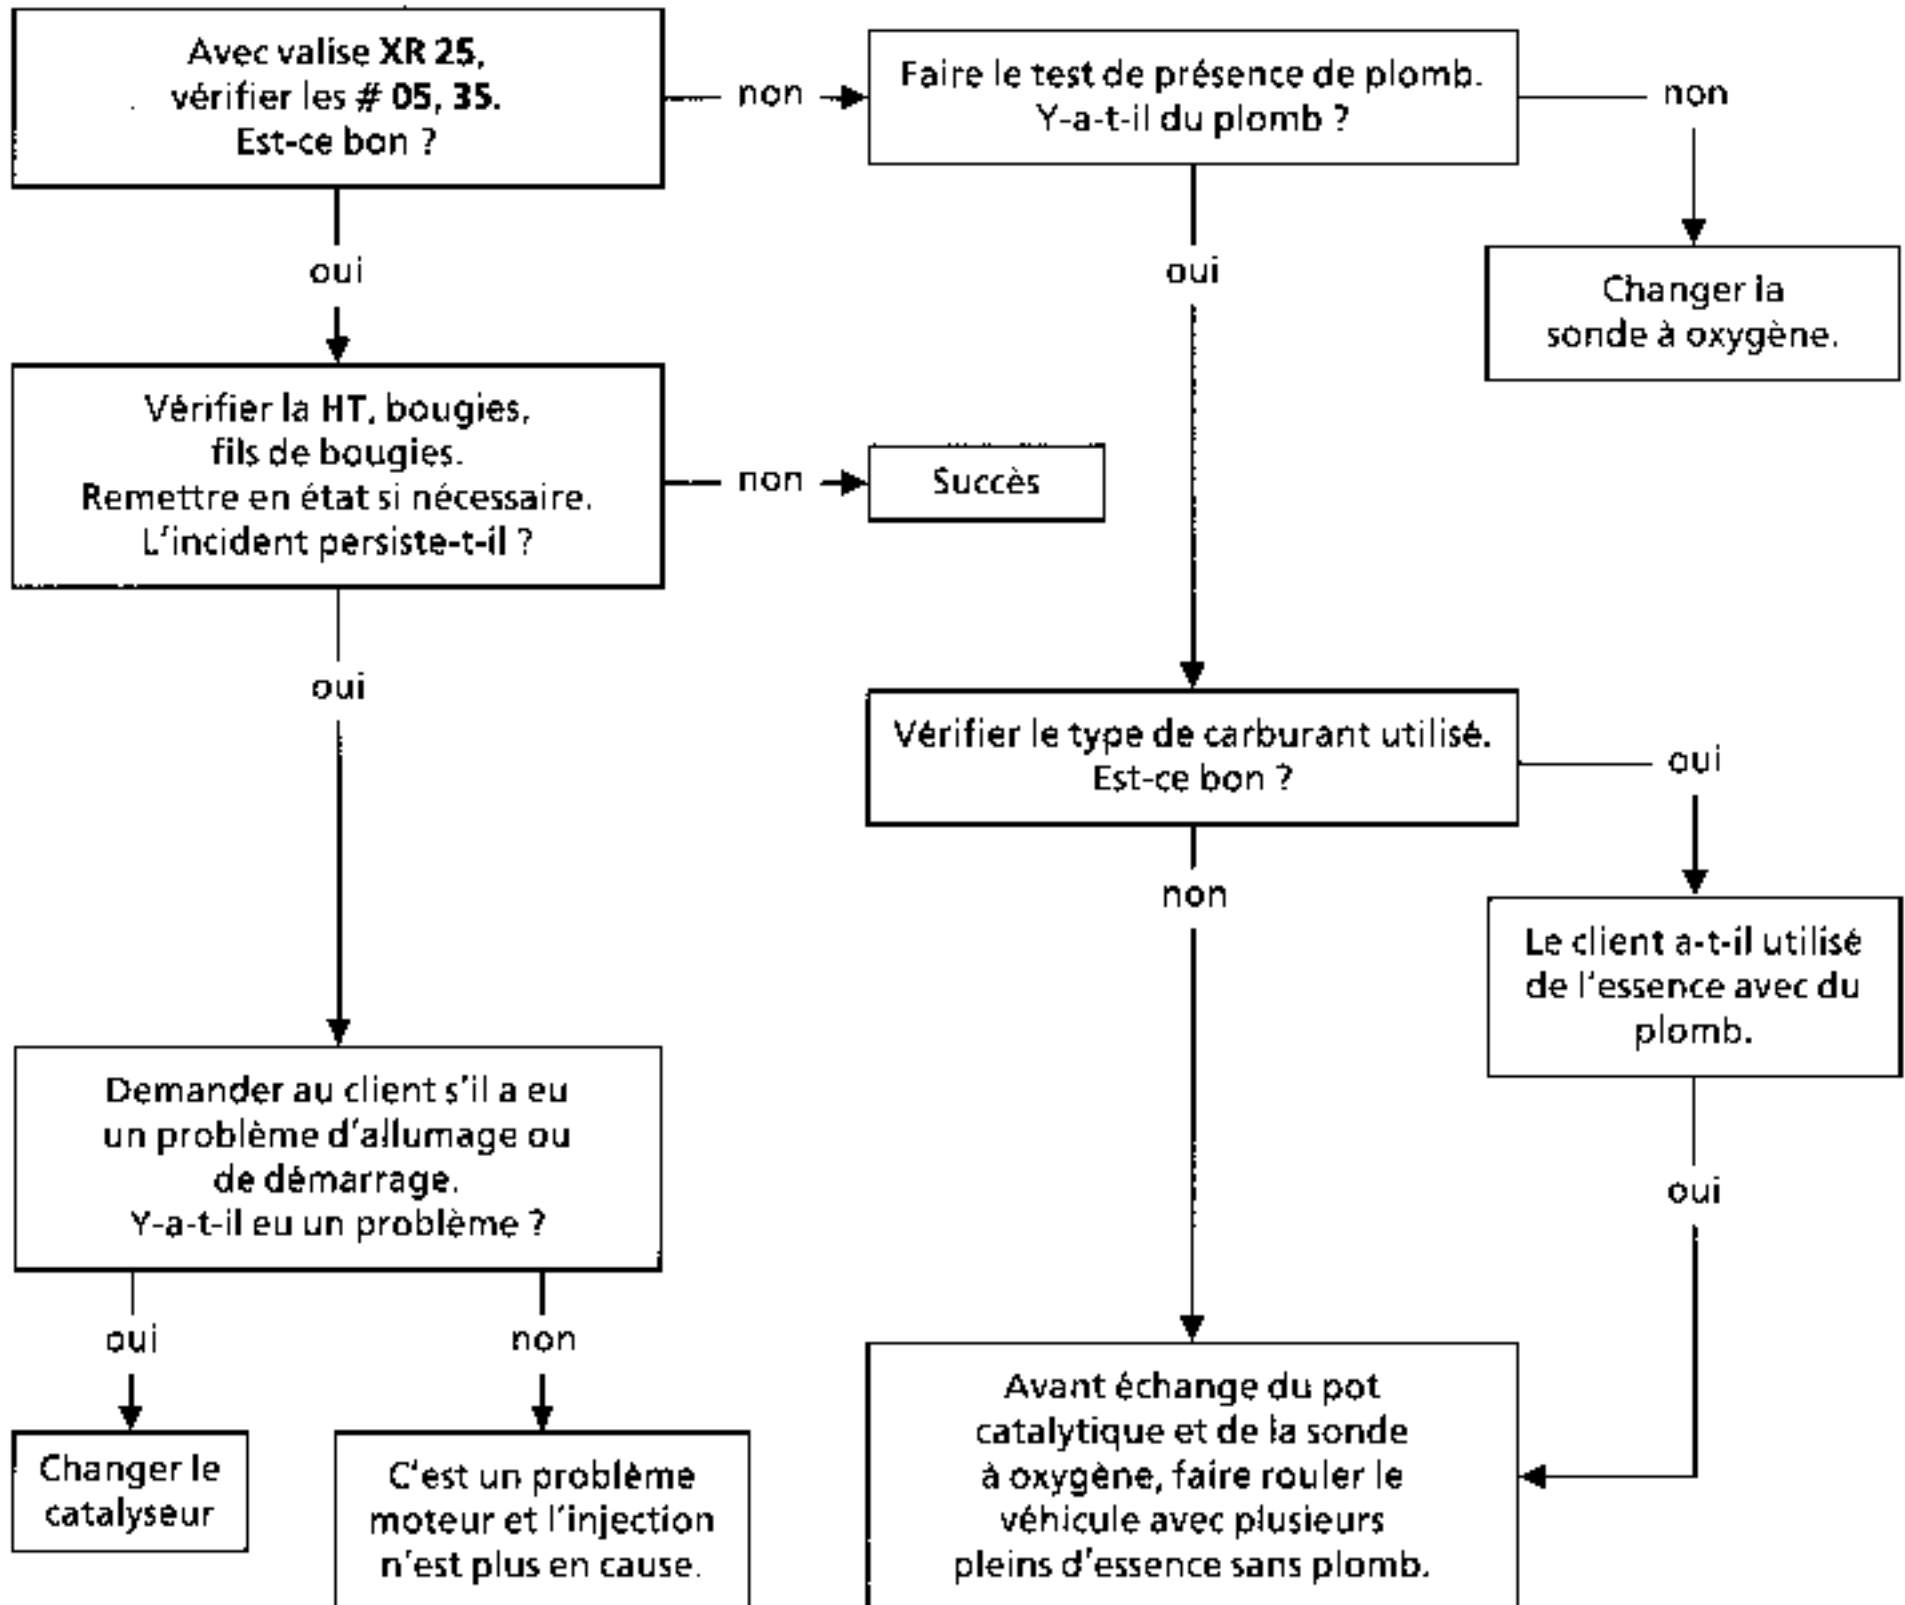 Avec valise XR 25,
vérifier les # 05, 35.
Est-ce bon ?
non
Faire le test de présence de plomb.
Y-a-t-il du plomb ?
non
oui
oui
Changer la
sonde à oxygène.
Vérifier la HT, bougies,
fils de bougies.
Remettre en état si nécessaire.
L'incident persiste-t-il ?
non
Succès
oui
Vérifier le type de carburant utilisé.
Est-ce bon ?
oui
non
Le client a-t-il utilisé
de l'essence avec du
plomb.
oui
Demander au client s'il a eu
un problème d'allumage ou
de démarrage.
Y-a-t-il eu un problème ?
oui
non
Changer le
catalyseur
C'est un problème
moteur et l'injection
n'est plus en cause.
Avant échange du pot
catalytique et de la sonde
à oxygène, faire rouler le
véhicule avec plusieurs
pleins d'essence sans plomb.